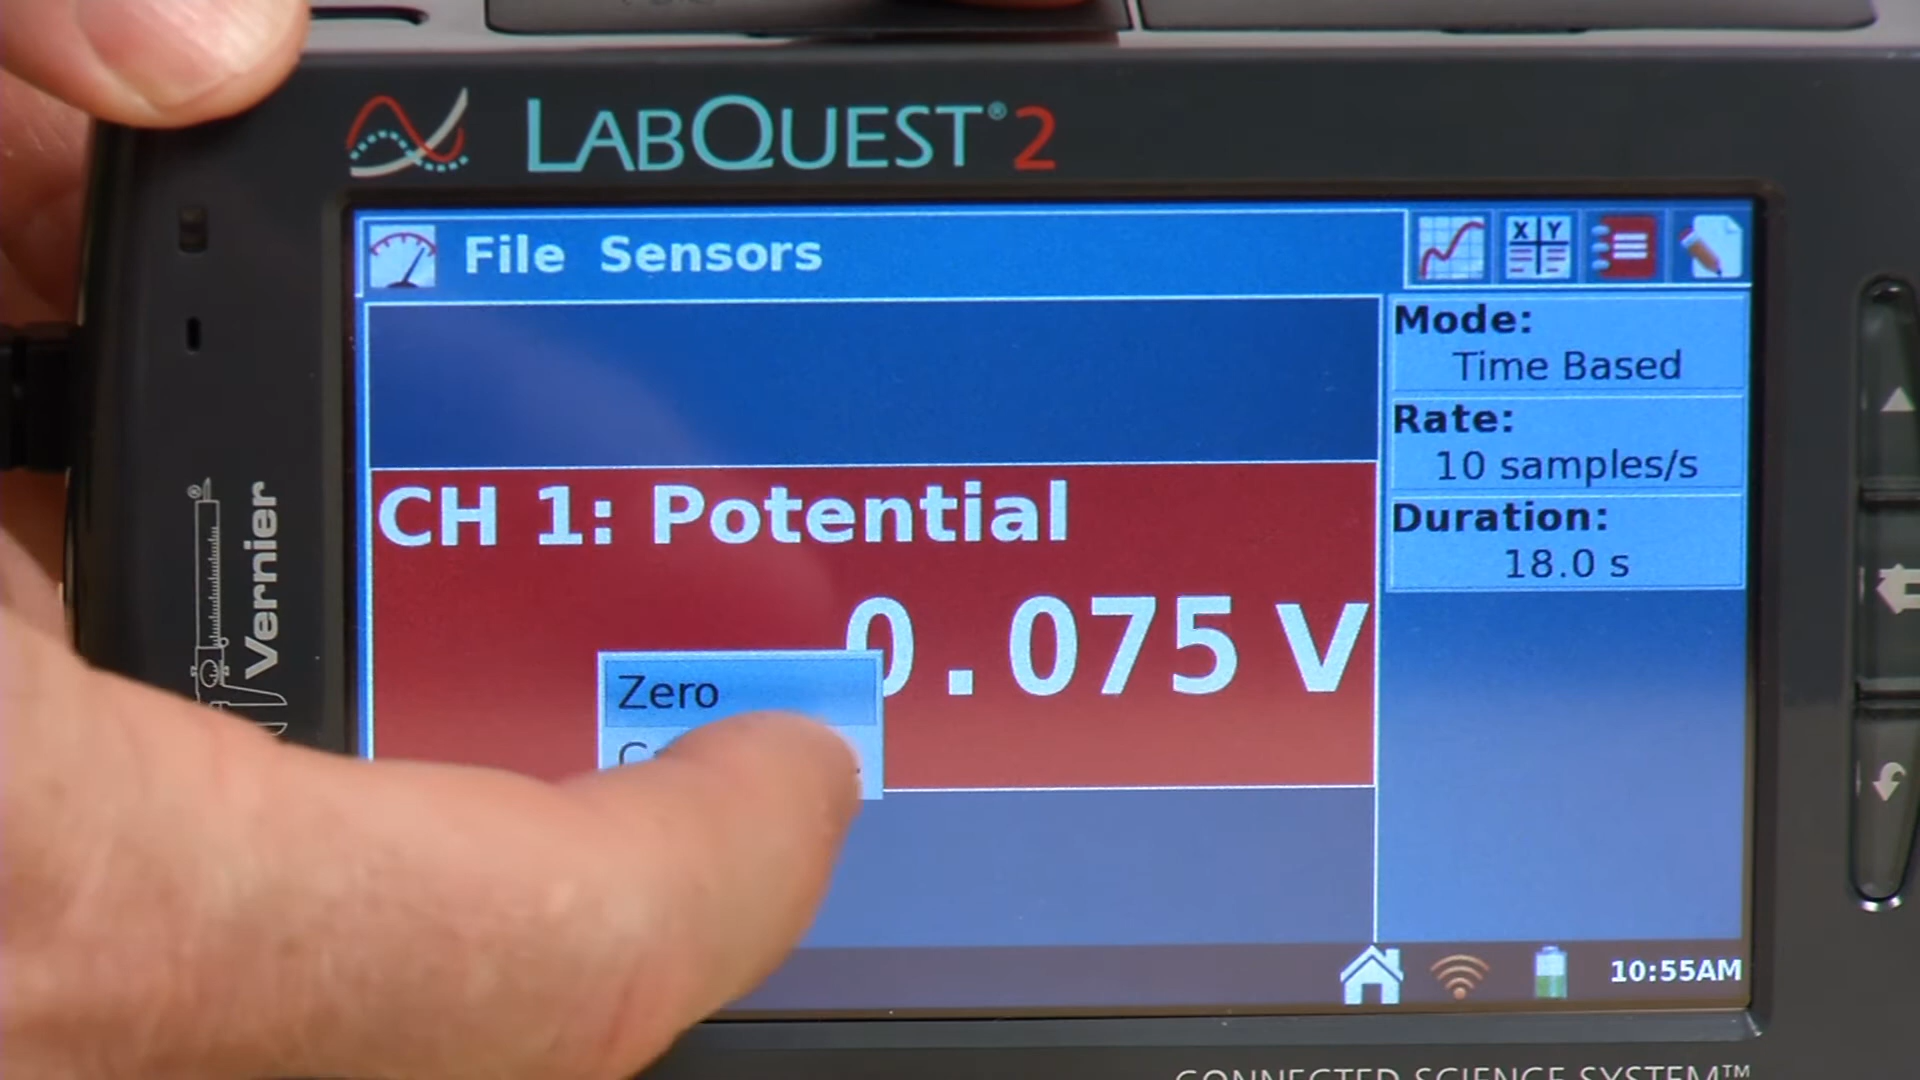 LABQUEST® 2
File Sensors
X Y
Mode:
Time Based
Rate:
10 samples/s
Duration:
18.0 s
CH 1: Potential
0.075 V
Zero
Vernier
10:55AM
CONNECTED SCIENCE SYSTEM™